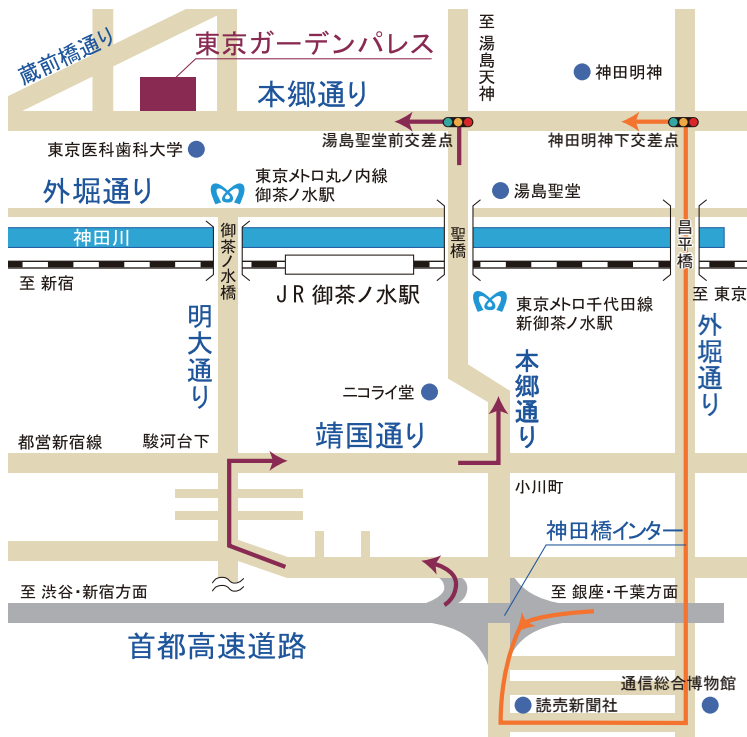 至 湯島天神
蔵前橋通り
東京ガーデンパレス
神田明神
本郷通り
湯島聖堂前交差点
神田明神下交差点
東京医科歯科大学
東京メトロ丸ノ内線
御茶ノ水駅
外堀通り
湯島聖堂
神田川
御茶ノ水橋
聖橋
昌平橋
至 新宿
JR 御茶ノ水駅
至 東京
東京メトロ千代田線
新御茶ノ水駅
明大通り
本郷通り
外堀通り
ニコライ堂
靖国通り
都営新宿線
駿河台下
小川町
神田橋インター
至 渋谷・新宿方面
至 銀座・千葉方面
首都高速道路
通信総合博物館
読売新聞社